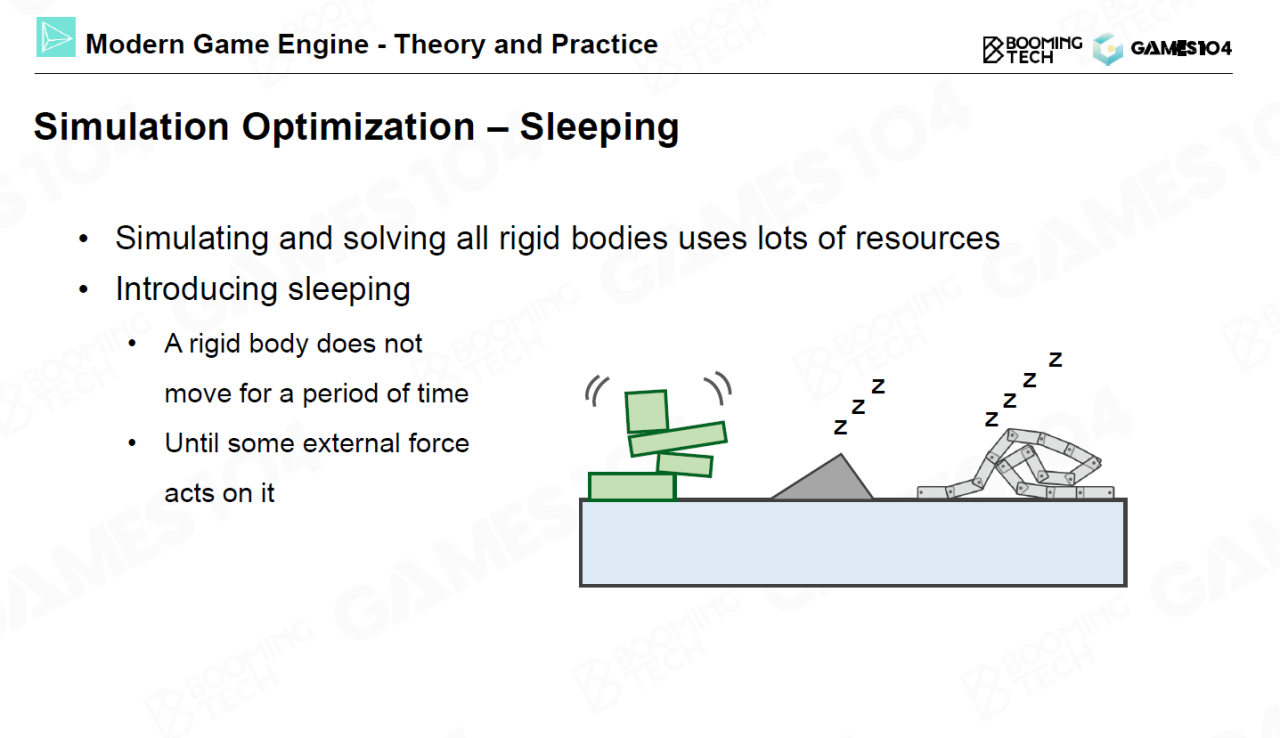 Modern Game Engine - Theory and Practice
BOOMING
TECH
GAMES104
Simulation Optimization – Sleeping
• Simulating and solving all rigid bodies uses lots of resources
• Introducing sleeping
• A rigid body does not
move for a period of time
• Until some external force
acts on it
z z z
z z z z